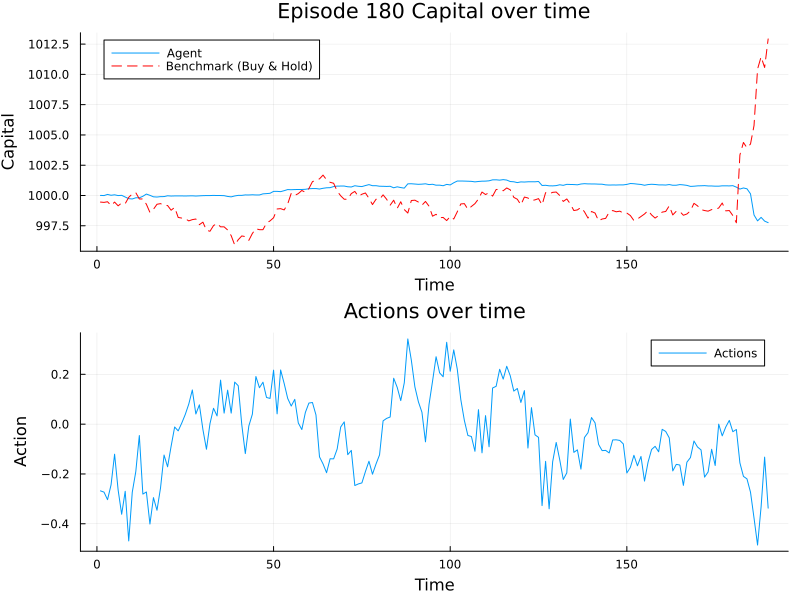 Episode 180 Capital over time
Capital
1012.5
1010.0
1007.5
1005.0
1002.5
1000.0
997.5
Agent
Benchmark (Buy & Hold)
0
50
100
150
Time
Actions over time
Action
0.2
0.0
−0.2
−0.4
Actions
0
50
100
150
Time